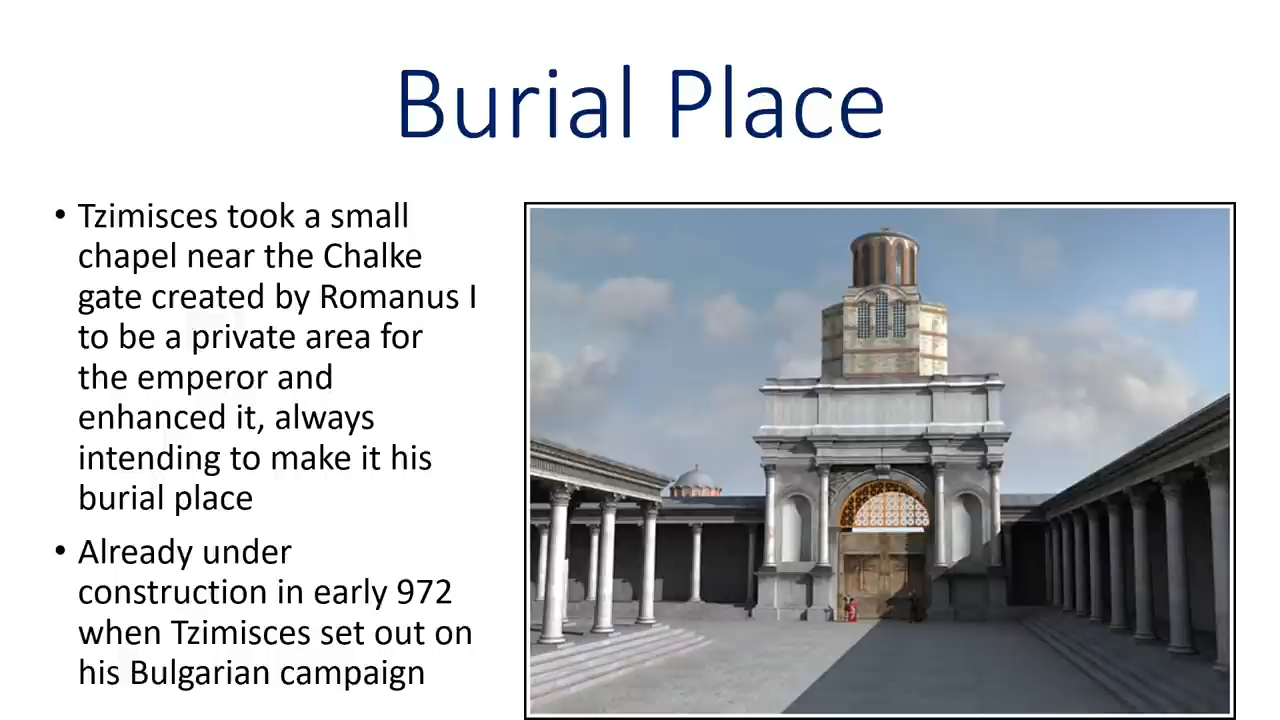 Burial Place
• Tzimisces took a small
chapel near the Chalke
gate created by Romanus I
to be a private area for
the emperor and
enhanced it, always
intending to make it his
burial place
• Already under
construction in early 972
when Tzimisces set out on
his Bulgarian campaign